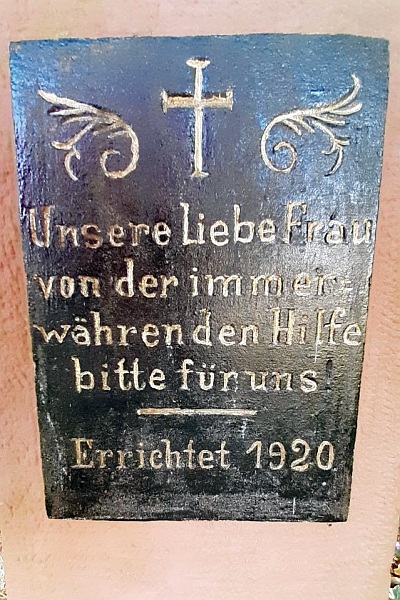 Unsere liebe Frau
von der immer=
währenden Hilfe
bitte für uns!
Errichtet 1920